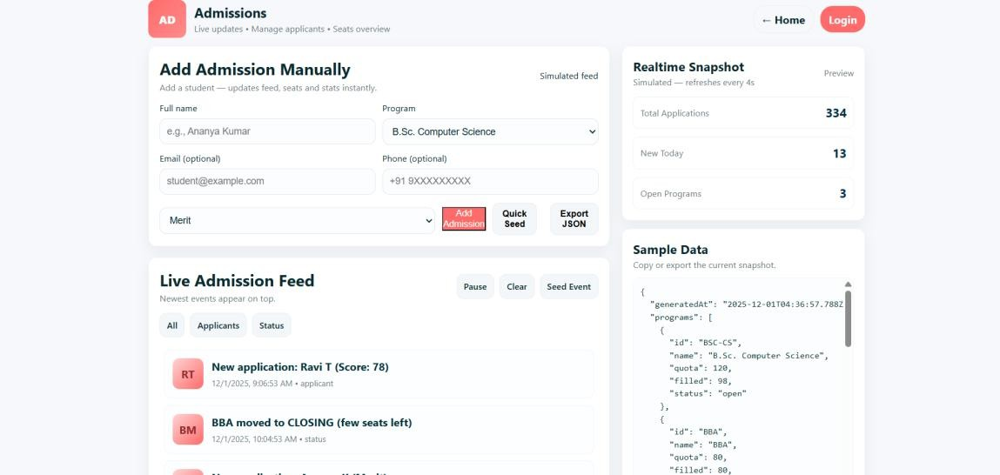 AD
Admissions
Live updates • Manage applicants • Seats overview
← Home
Login
Add Admission Manually
Add a student — updates feed, seats and stats instantly.
Simulated feed
Full name
Program
e.g., Ananya Kumar
B.Sc. Computer Science
Email (optional)
Phone (optional)
student@example.com
+91 9XXXXXXXXX
Merit
Add
Admission
Quick
Seed
Export
JSON
Live Admission Feed
Newest events appear on top.
Pause
Clear
Seed Event
All
Applicants
Status
RT
New application: Ravi T (Score: 78)
12/1/2025, 9:06:53 AM • applicant
BM
BBA moved to CLOSING (few seats left)
12/1/2025, 10:04:53 AM • status
Realtime Snapshot
Simulated — refreshes every 4s
Preview
Total Applications
334
New Today
13
Open Programs
3
Sample Data
Copy or export the current snapshot.
{
"generatedAt": "2025-12-01T04:36:57.788Z
"programs": [
{
"id": "BSC-CS",
"name": "B.Sc. Computer Science",
"quota": 120,
"filled": 98,
"status": "open"
},
{
"id": "BBA",
"name": "BBA",
"quota": 80,
"filled": 80,